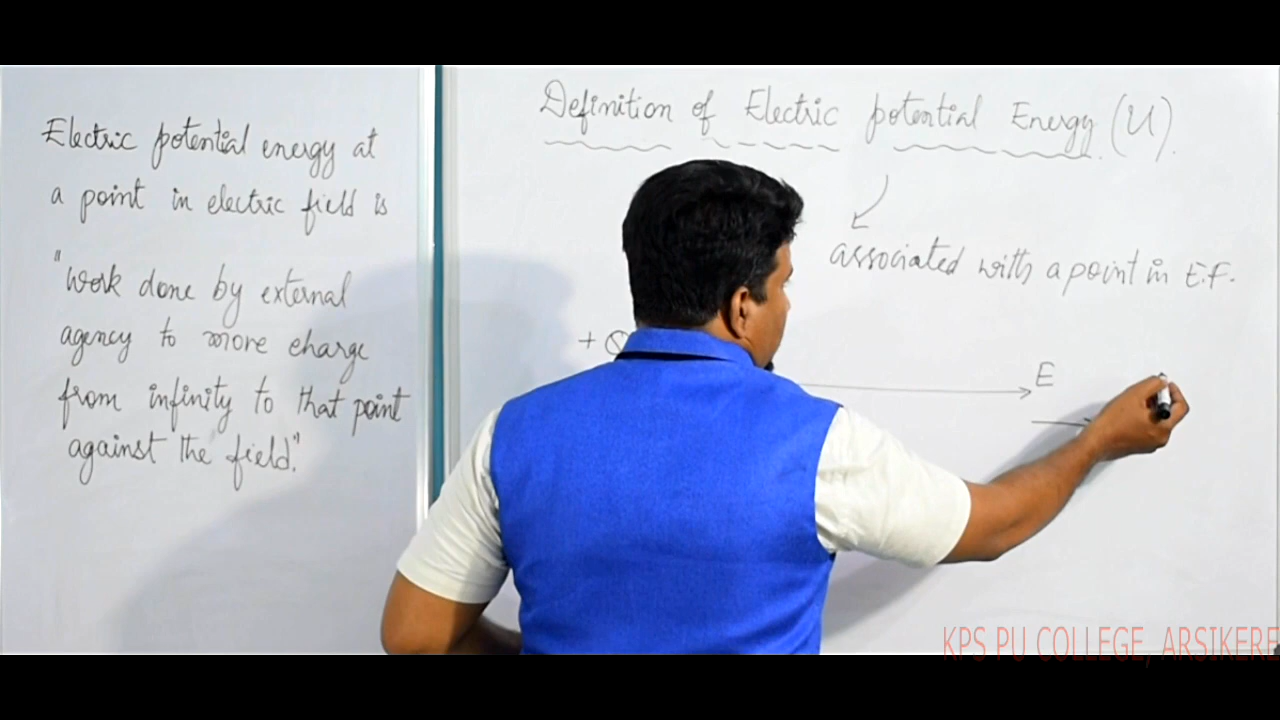 Electric potential energy at
a point in electric field is
"work done by external
agency to move charge
from infinity to that point
against the field."
Definition of Electric potential Energy (U).
associated with a point in E.F.
+
E
KPS PU COLLEGE, ARSIKERE